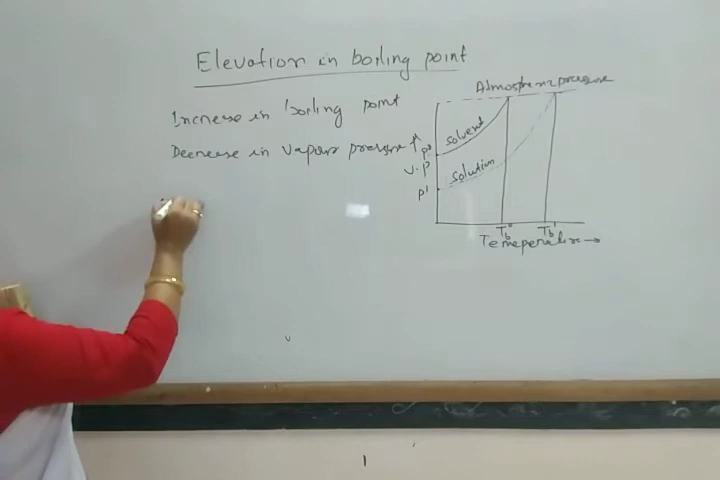 Elevation in boiling point
Increase in boiling point
Decrease in vapour pressure
Atmospheric pressure
solvent
P°
V.P
solution
P'
Tb° Tb'
Temperature →